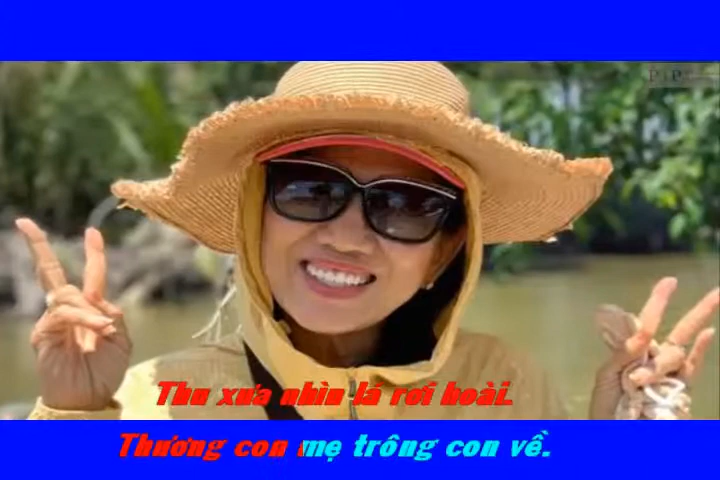 Thu xưa nhìn lá rơi hoài.
Thương con mẹ trông con về.